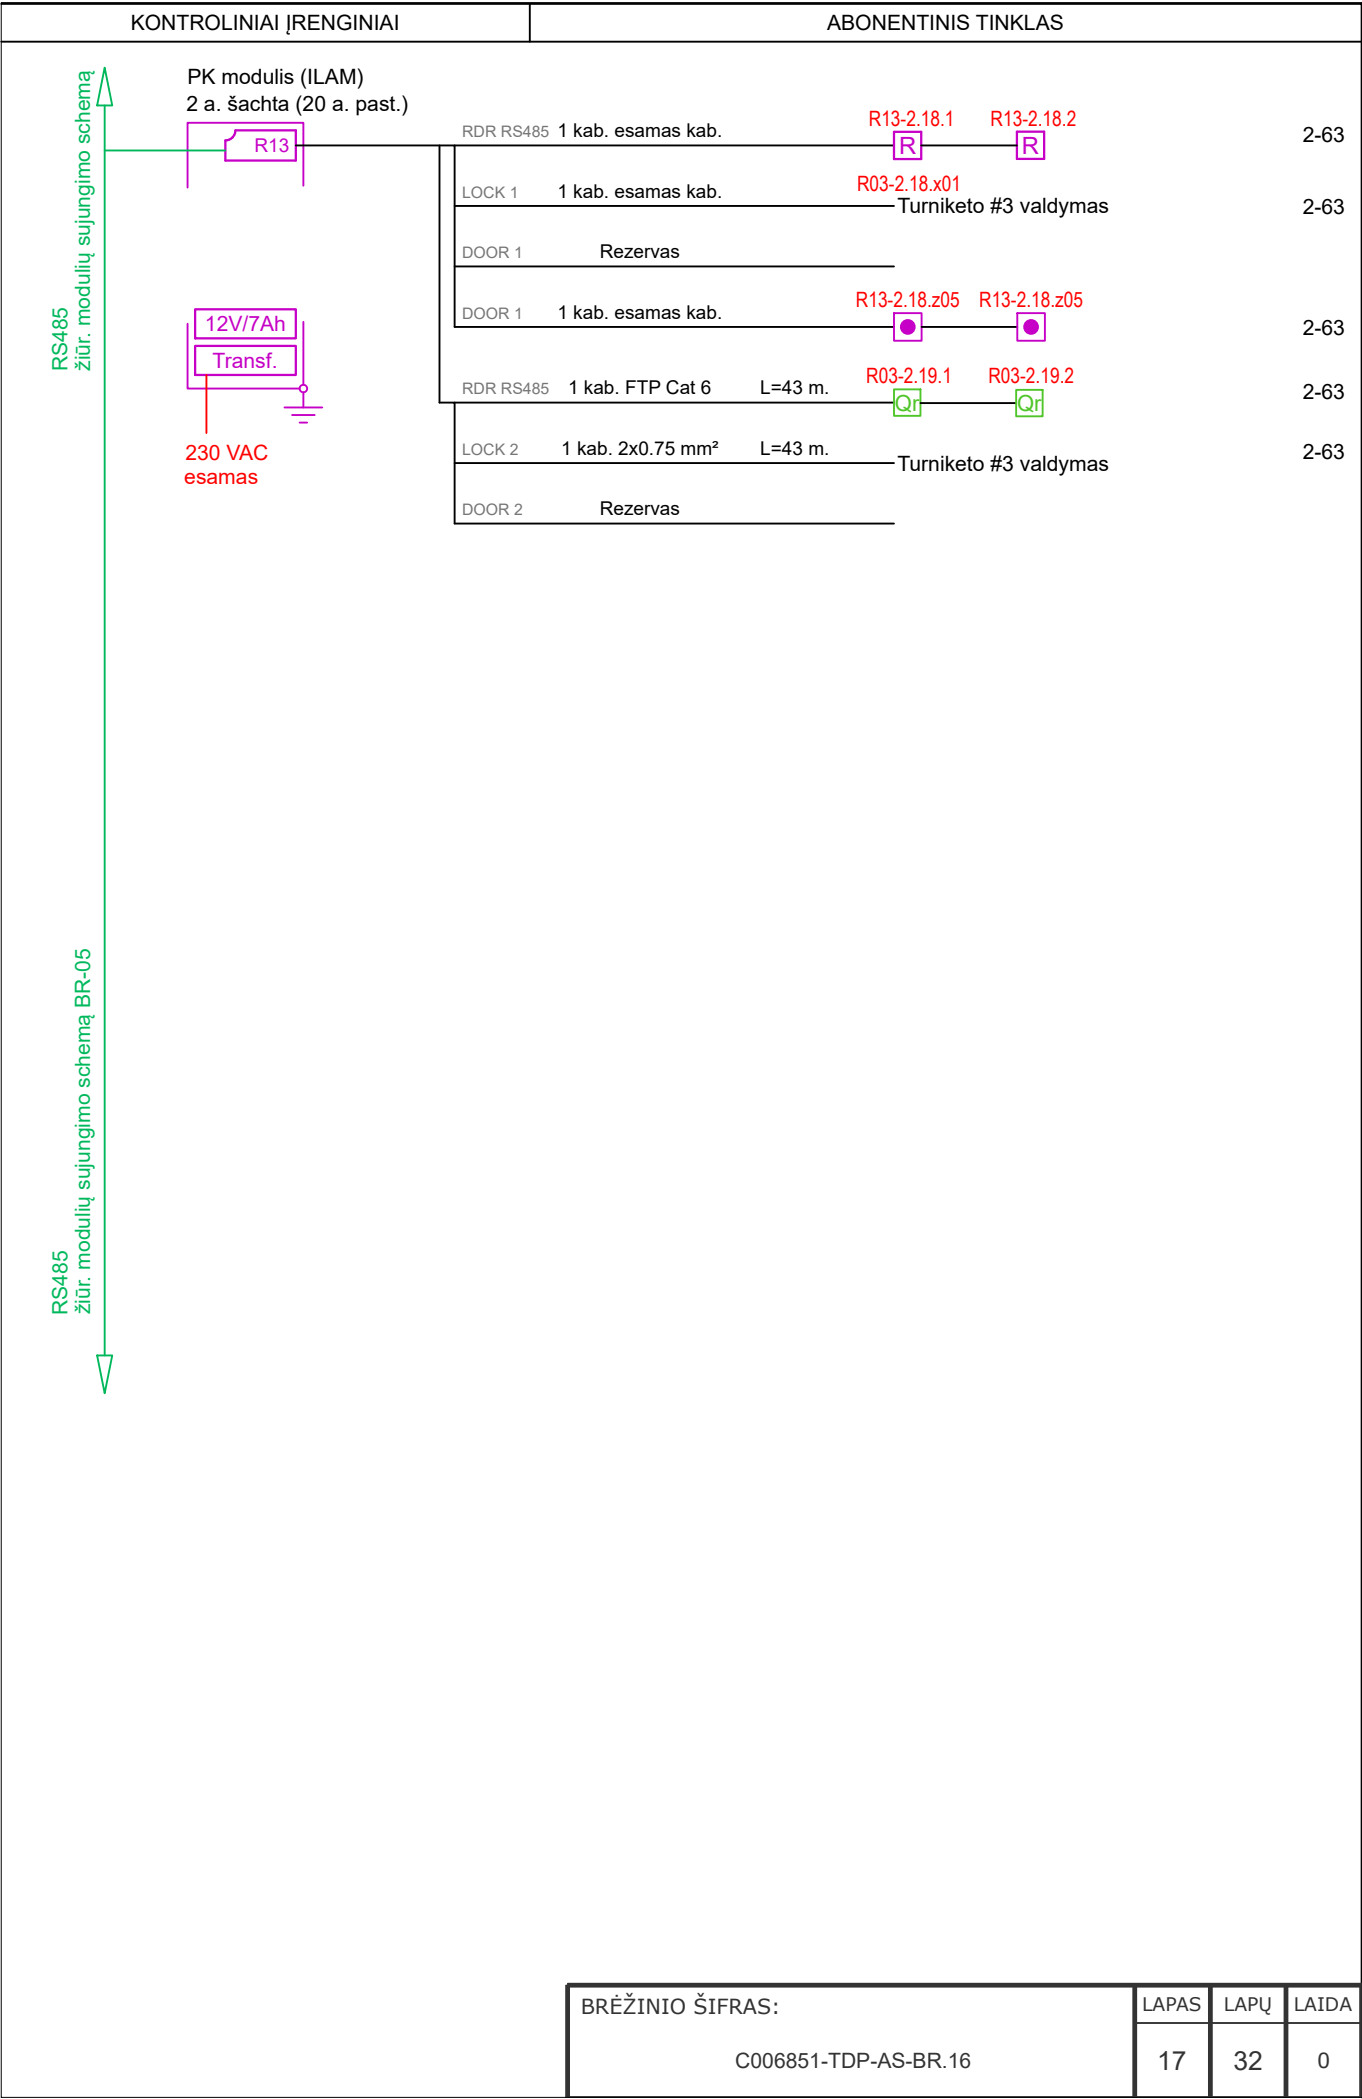 KONTROLINIAI ĮRENGINIAI
ABONENTINIS TINKLAS
RS485
žiūr. modulių sujungimo schemą
PK modulis (ILAM)
2 a. šachta (20 a. past.)
R13
RDR RS485 1 kab. esamas kab. R13-2.18.1 R13-2.18.2 2-63
R R
LOCK 1 1 kab. esamas kab. R03-2.18.x01 2-63
Turniketo #3 valdymas
DOOR 1 Rezervas
DOOR 1 1 kab. esamas kab. R13-2.18.z05 R13-2.18.z05 2-63
12V/7Ah
Transf.
230 VAC
esamas
RDR RS485 1 kab. FTP Cat 6 L=43 m. R03-2.19.1 R03-2.19.2 2-63
Qr Qr
LOCK 2 1 kab. 2x0.75 mm² L=43 m. 2-63
Turniketo #3 valdymas
DOOR 2 Rezervas
RS485
žiūr. modulių sujungimo schemą BR-05
BRĖŽINIO ŠIFRAS: LAPAS LAPŲ LAIDA
C006851-TDP-AS-BR.16 17 32 0